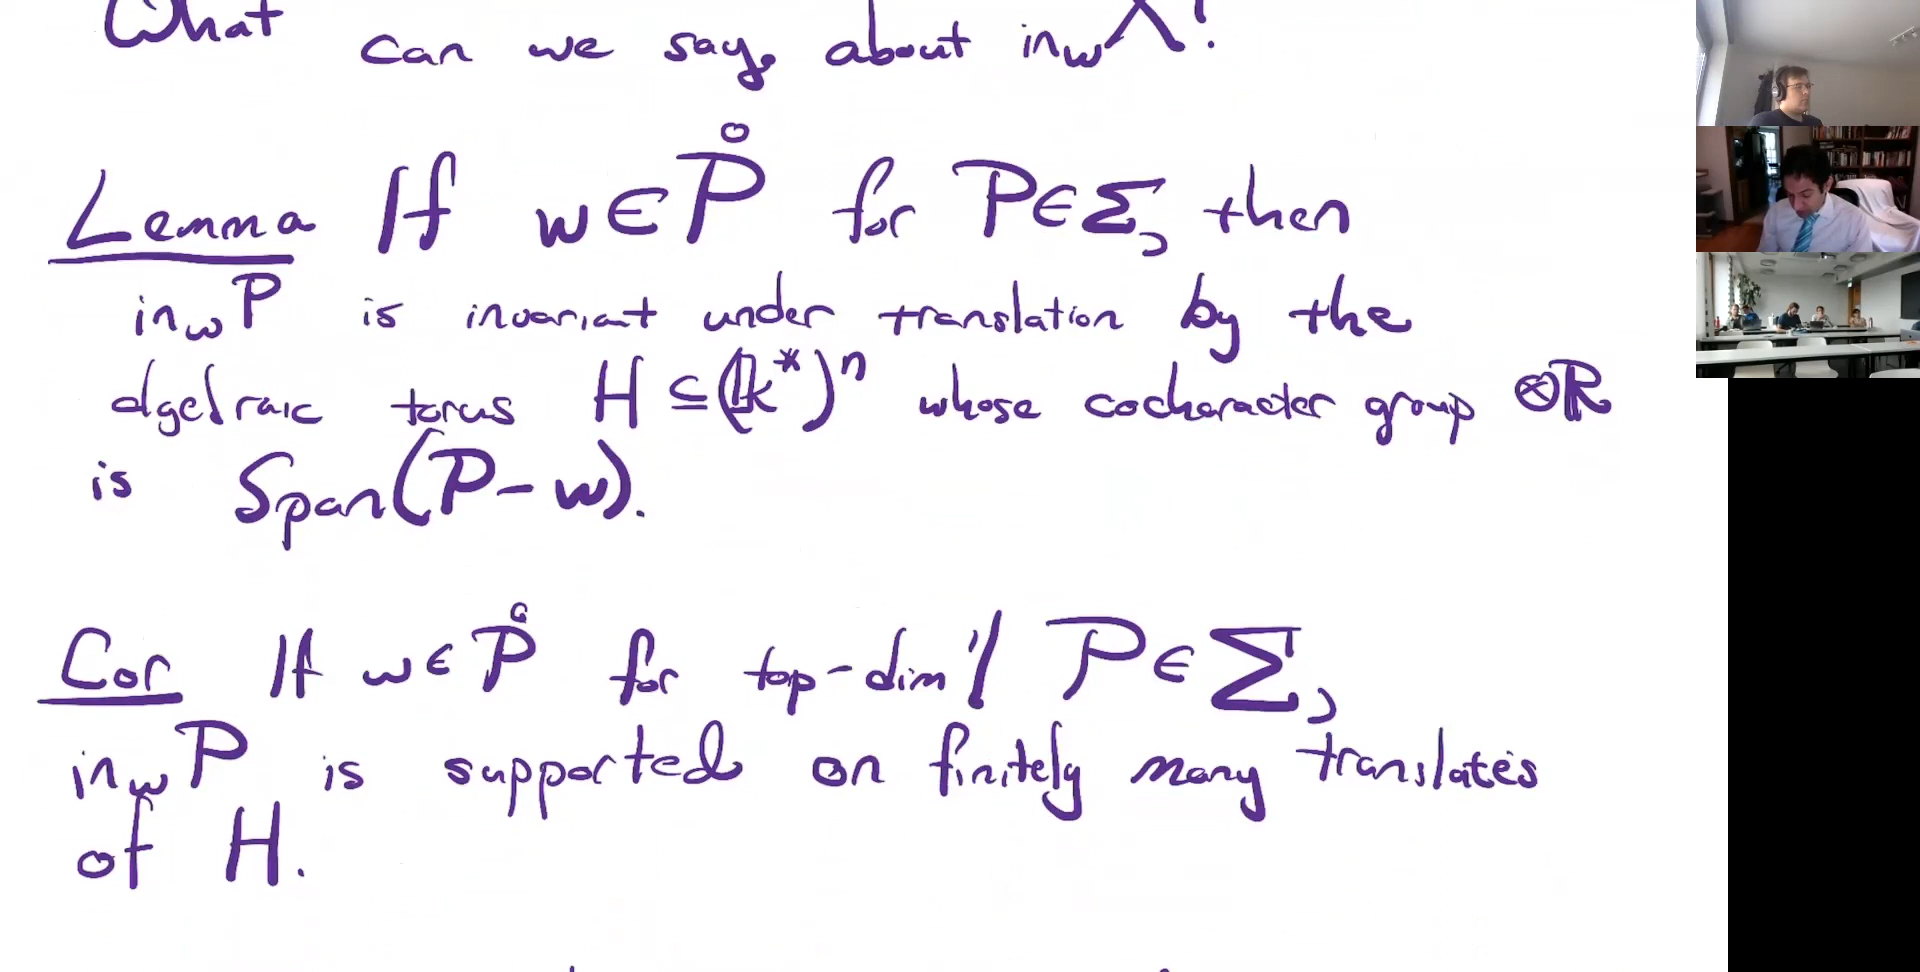 What can we say about in_w X?
Lemma If w ∈ P° for P ∈ Σ, then
in_w P is invariant under translation by the
algebraic torus H ⊆ (k*)^n whose cocharacter group ⊗ℝ
is Span(P - w).
Cor If w ∈ P° for top-dim'l P ∈ Σ,
in_w P is supported on finitely many translates
of H.